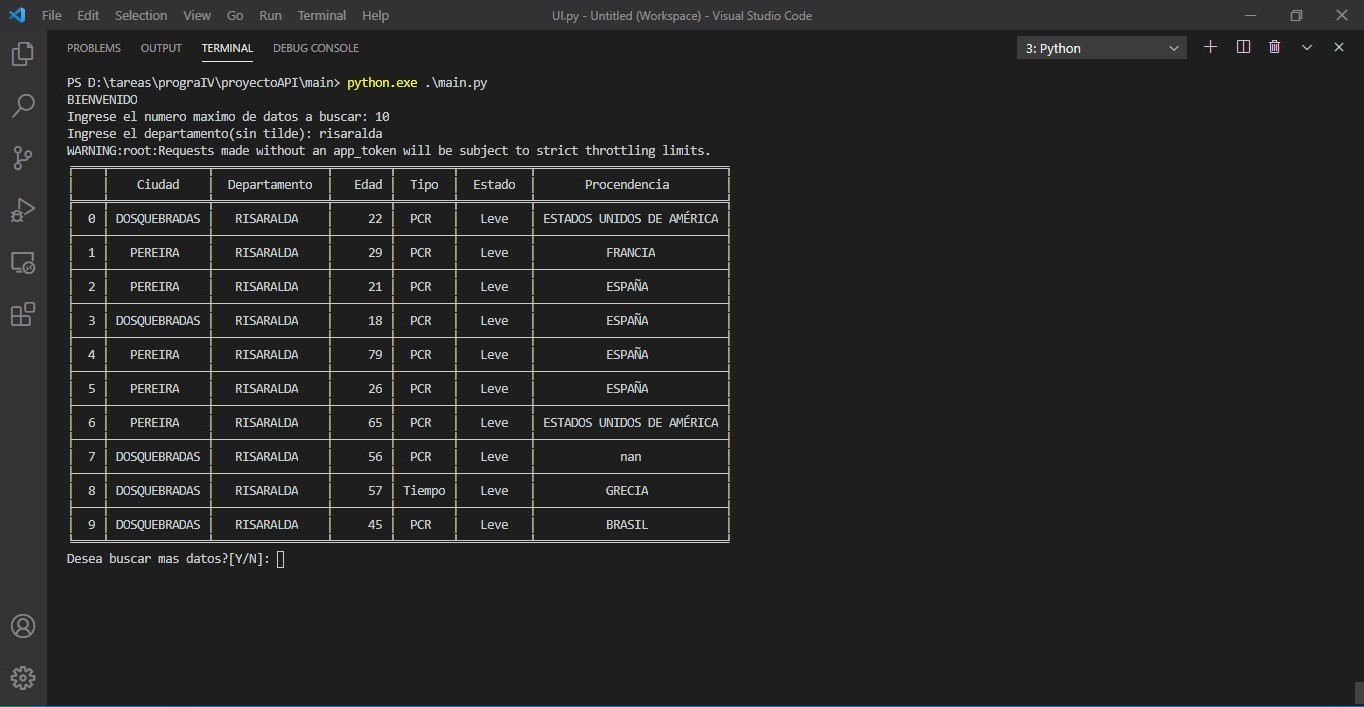 File Edit Selection View Go Run Terminal Help UI.py - Untitled (Workspace) - Visual Studio Code
PROBLEMS OUTPUT TERMINAL DEBUG CONSOLE 3: Python
PS D:\tareas\prograIV\proyectoAPI\main> python.exe .\main.py
BIENVENIDO
Ingrese el numero maximo de datos a buscar: 10
Ingrese el departamento(sin tilde): risaralda
WARNING:root:Requests made without an app_token will be subject to strict throttling limits.
Ciudad Departamento Edad Tipo Estado Procendencia
0 DOSQUEBRADAS RISARALDA 22 PCR Leve ESTADOS UNIDOS DE AMÉRICA
1 PEREIRA RISARALDA 29 PCR Leve FRANCIA
2 PEREIRA RISARALDA 21 PCR Leve ESPAÑA
3 DOSQUEBRADAS RISARALDA 18 PCR Leve ESPAÑA
4 PEREIRA RISARALDA 79 PCR Leve ESPAÑA
5 PEREIRA RISARALDA 26 PCR Leve ESPAÑA
6 PEREIRA RISARALDA 65 PCR Leve ESTADOS UNIDOS DE AMÉRICA
7 DOSQUEBRADAS RISARALDA 56 PCR Leve nan
8 DOSQUEBRADAS RISARALDA 57 Tiempo Leve GRECIA
9 DOSQUEBRADAS RISARALDA 45 PCR Leve BRASIL
Desea buscar mas datos?[Y/N]: